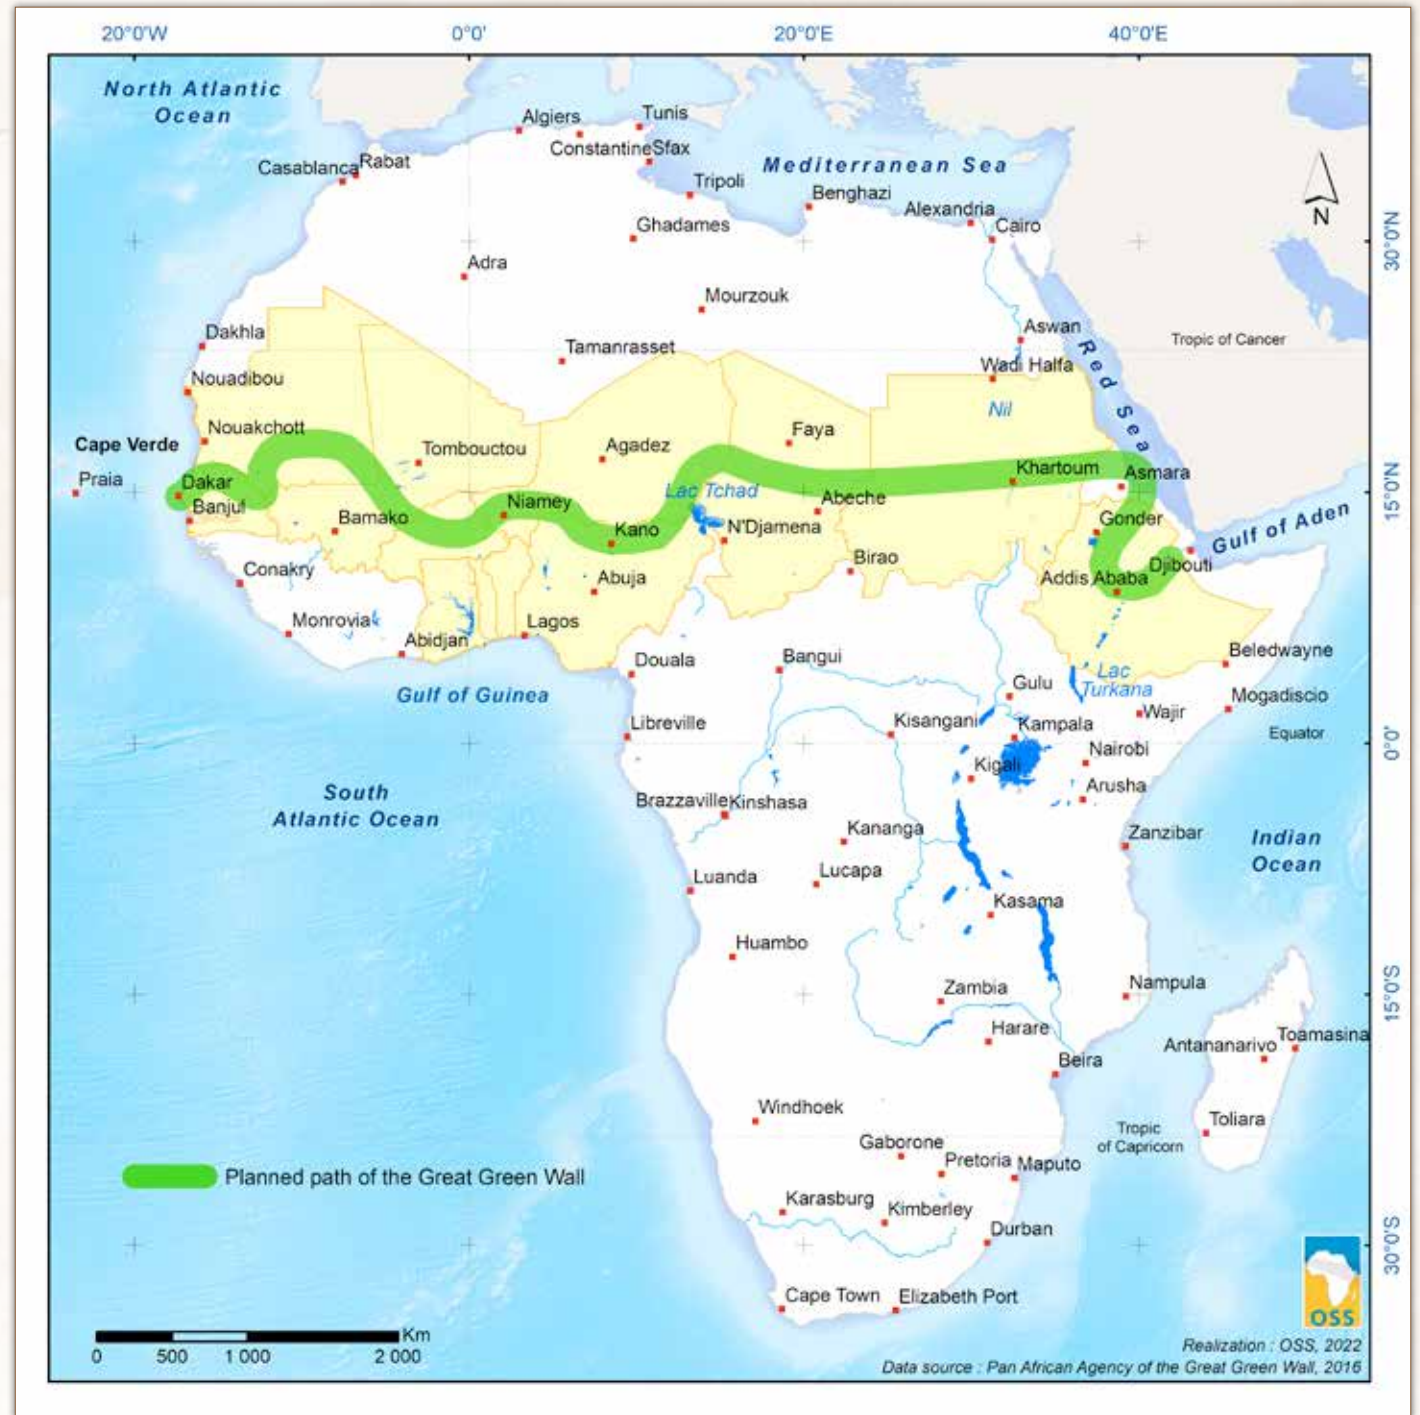 20°0'W
0°0'
20°0'E
40°0'E
North Atlantic
Ocean
Algiers
Tunis
Constantine
Sfax
Casablanca
Rabat
Mediterranean Sea
Tripoli
Benghazi
Alexandria
Cairo
N
Ghadames
30°0'N
Adra
Mourzouk
Dakhla
Aswan
Tropic of Cancer
Tamanrasset
Wadi Halfa
Red Sea
Nouadibou
Nil
Nouakchott
Cape Verde
Tombouctou
Agadez
Faya
Praia
Dakar
Khartoum
Asmara
15°0'N
Lac Tchad
Banjul
Niamey
Abeche
Bamako
Kano
N'Djamena
Gonder
Gulf of Aden
Conakry
Abuja
Birao
Addis Ababa
Djibouti
Monrovia
Abidjan
Lagos
Beledwayne
Douala
Bangui
Lac
Turkana
Gulf of Guinea
Gulu
Wajir
Mogadiscio
Libreville
Kisangani
Kampala
Equator
0°0'
Nairobi
Kigali
Arusha
South
Atlantic Ocean
Brazzaville
Kinshasa
Kananga
Zanzibar
Indian
Ocean
Luanda
Lucapa
Kasama
Huambo
Zambia
Nampula
15°0'S
Harare
Antananarivo
Toamasina
Beira
Windhoek
Toliara
Tropic
of Capricorn
Gaborone
Pretoria
Maputo
Planned path of the Great Green Wall
Karasburg
Kimberley
Durban
30°0'S
Cape Town
Elizabeth Port
OSS
Km
0
500
1 000
2 000
Realization : OSS, 2022
Data source : Pan African Agency of the Great Green Wall, 2016